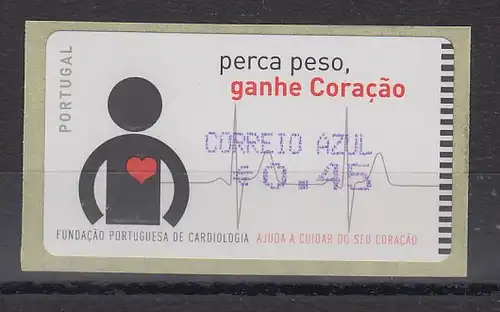 PORTUGAL
perca peso,
ganhe Coração
CORREIO AZUL
€0.45
FUNDAÇÃO PORTUGUESA DE CARDIOLOGIA AJUDA A CUIDAR DO SEU CORAÇÃO